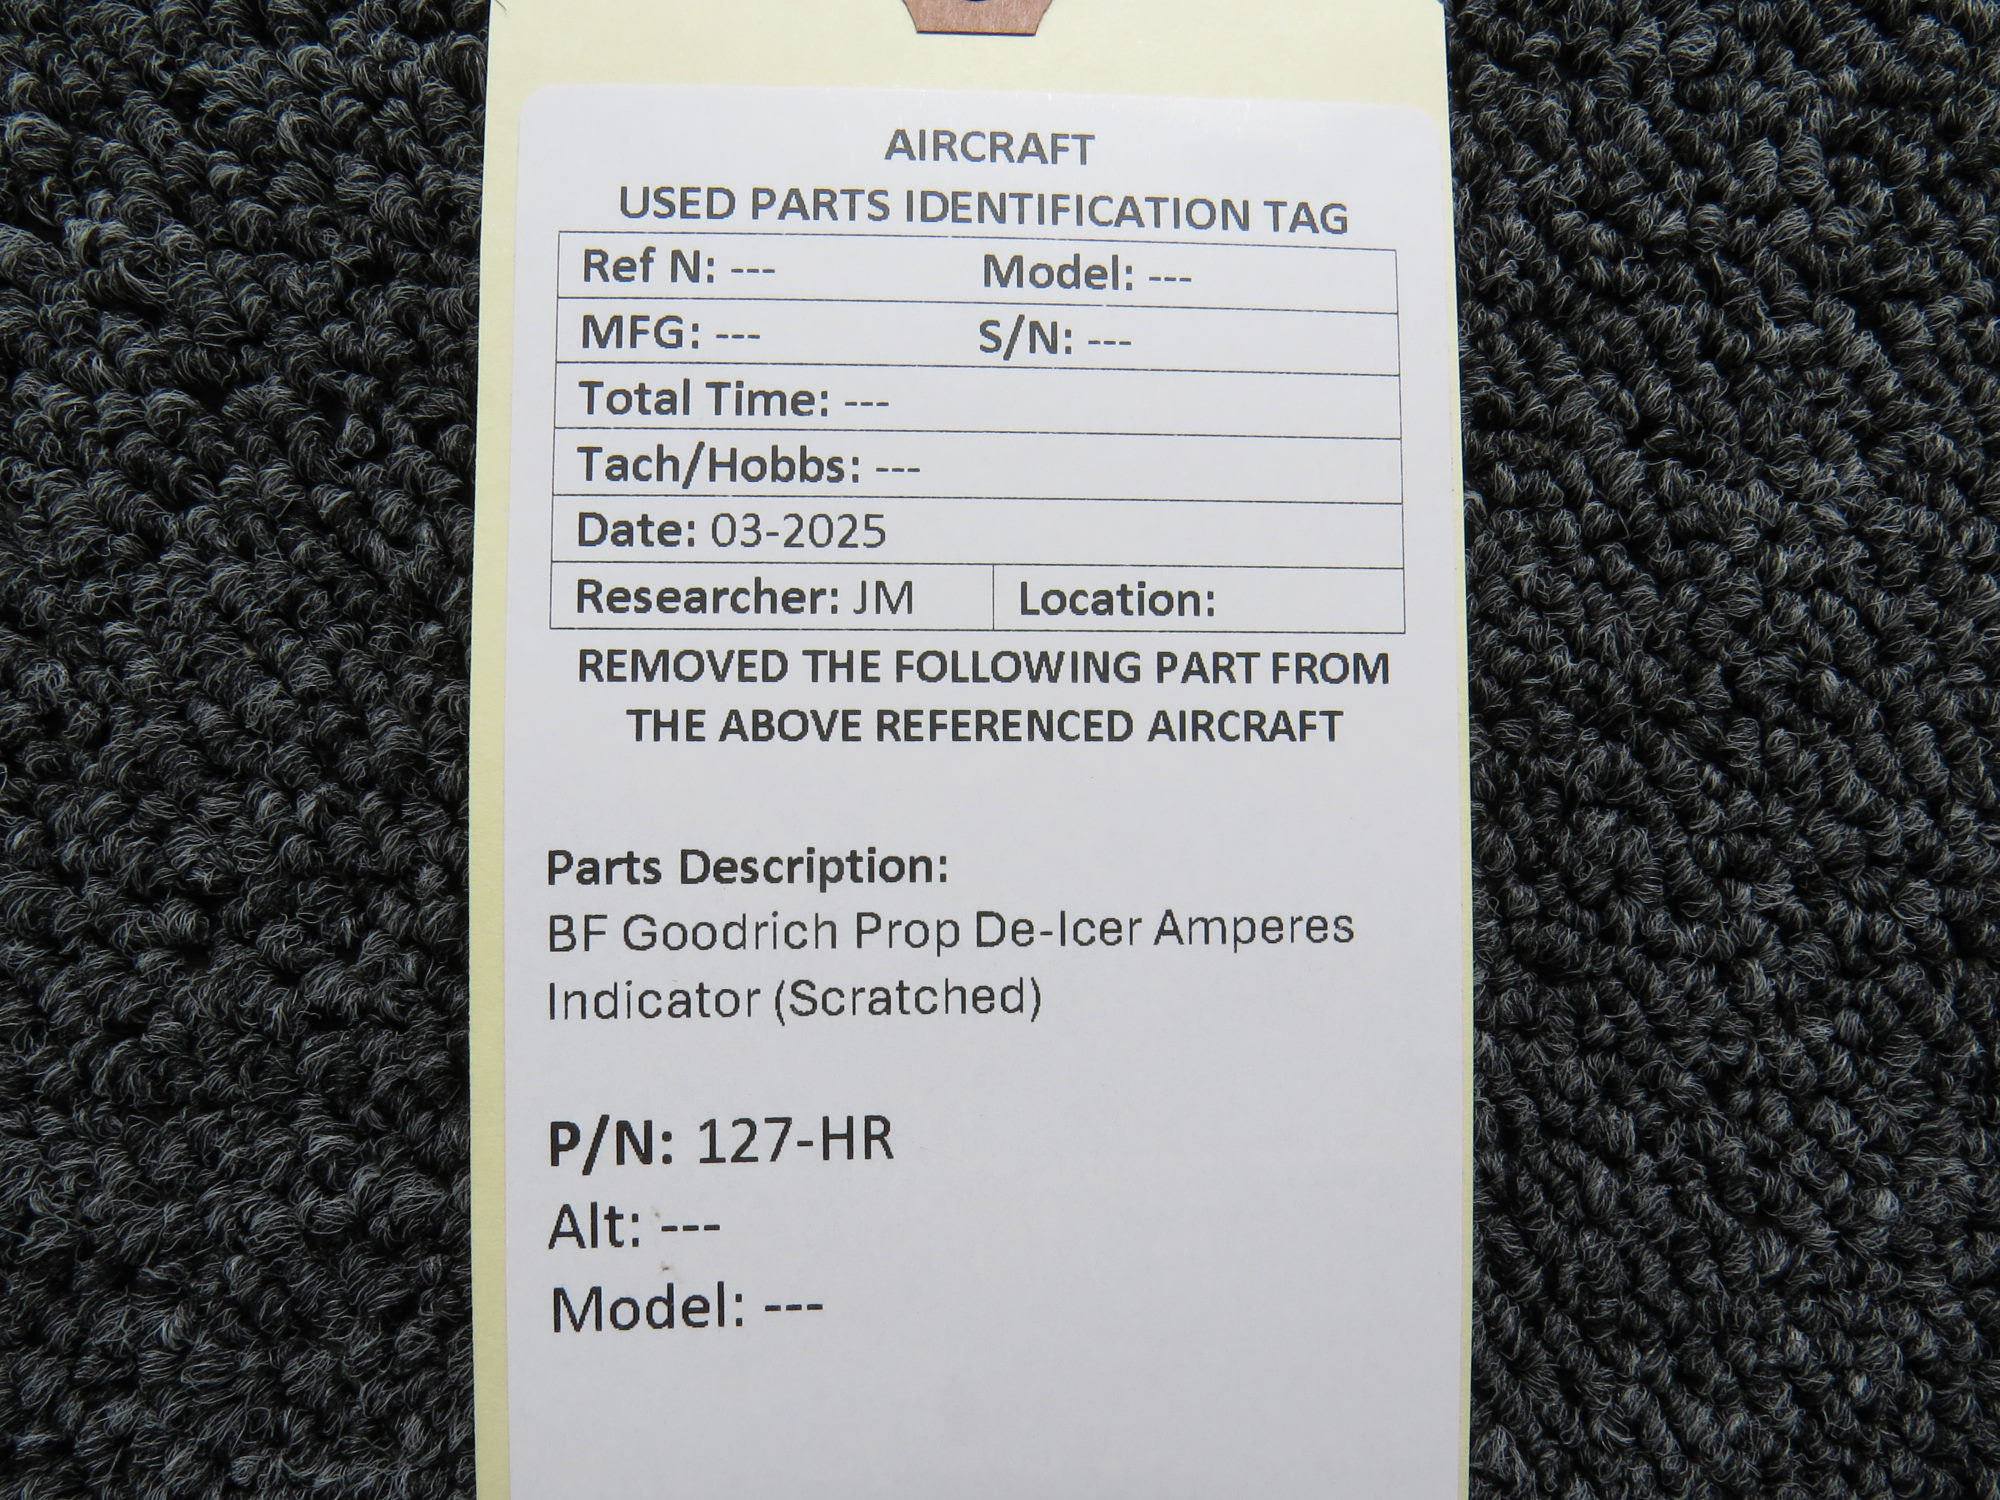 AIRCRAFT
USED PARTS IDENTIFICATION TAG
Ref N: --- Model: ---
MFG: --- S/N: ---
Total Time: ---
Tach/Hobbs: ---
Date: 03-2025
Researcher: JM Location:
REMOVED THE FOLLOWING PART FROM
THE ABOVE REFERENCED AIRCRAFT
Parts Description:
BF Goodrich Prop De-Icer Amperes
Indicator (Scratched)
P/N: 127-HR
Alt: ---
Model: ---